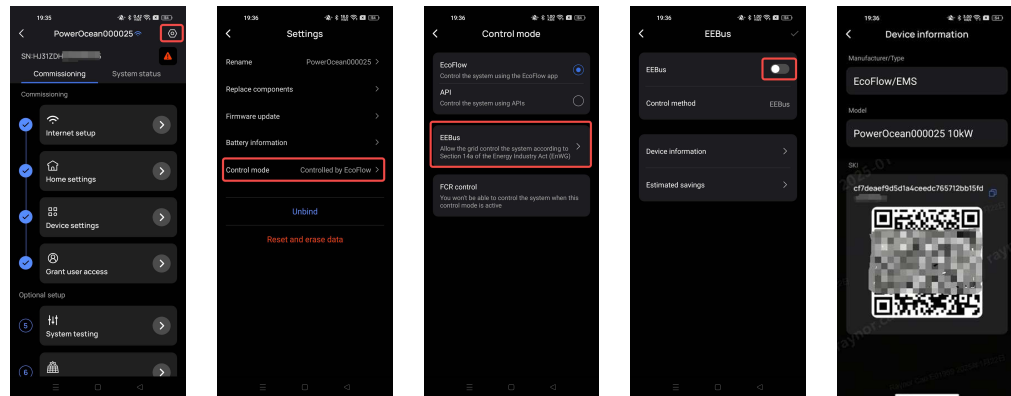 19:35
PowerOcean000025
SN:HJ31ZDH
Commissioning System status
Commissioning
Internet setup
Home settings
Device settings
Grant user access
Optional setup
5
System testing
6
19:36
Settings
Rename PowerOcean000025 >
Replace components >
Firmware update >
Battery information >
Control mode Controlled by EcoFlow >
Unbind
Reset and erase data
19:36
Control mode
EcoFlow
Control the system using the EcoFlow app
API
Control the system using APIs
EEBus
Allow the grid control the system according to
Section 14a of the Energy Industry Act (EnWG)
FCR control
You won't be able to control the system when this
control mode is active
19:36
EEBus
EEBus
Control method EEBus
Device information >
Estimated savings >
19:36
Device information
Manufacturer/Type
EcoFlow/EMS
Model
PowerOcean000025 10kW
SKI
cf7deaef9d5d1a4ceedc765712bb15fd